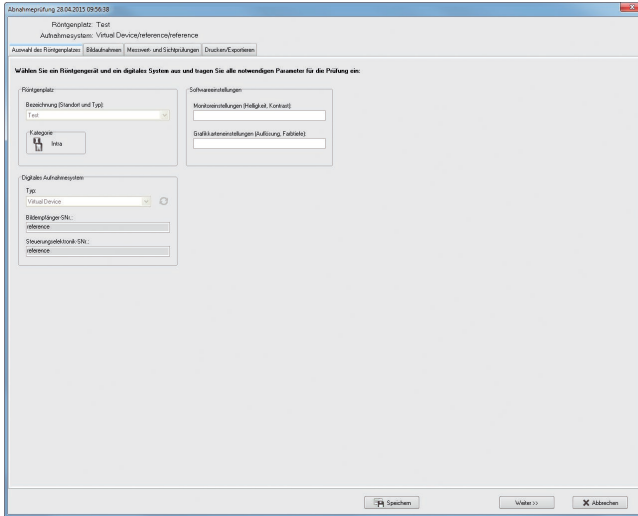 Abnahmeprüfung 28.04.2015 09:56:38
Röntgenplatz: Test
Aufnahmesystem: Virtual Device/reference/reference
Auswahl des Röntgenplatzes Bildaufnahmen Messwert- und Sichtprüfungen Drucken/Exportieren
Wählen Sie ein Röntgengerät und ein digitales System aus und tragen Sie alle notwendigen Parameter für die Prüfung ein:
Röntgenplatz
Bezeichnung (Standort und Typ):
Test
Kategorie
Intra
Softwareeinstellungen
Monitoreinstellungen (Helligkeit, Kontrast):
Grafikkarteneinstellungen (Auflösung, Farbtiefe):
Digitales Aufnahmesystem
Typ:
Virtual Device
Bildempfänger-SNr.:
reference
Steuerungselektronik-SNr.:
reference
Speichern Weiter >> Abbrechen